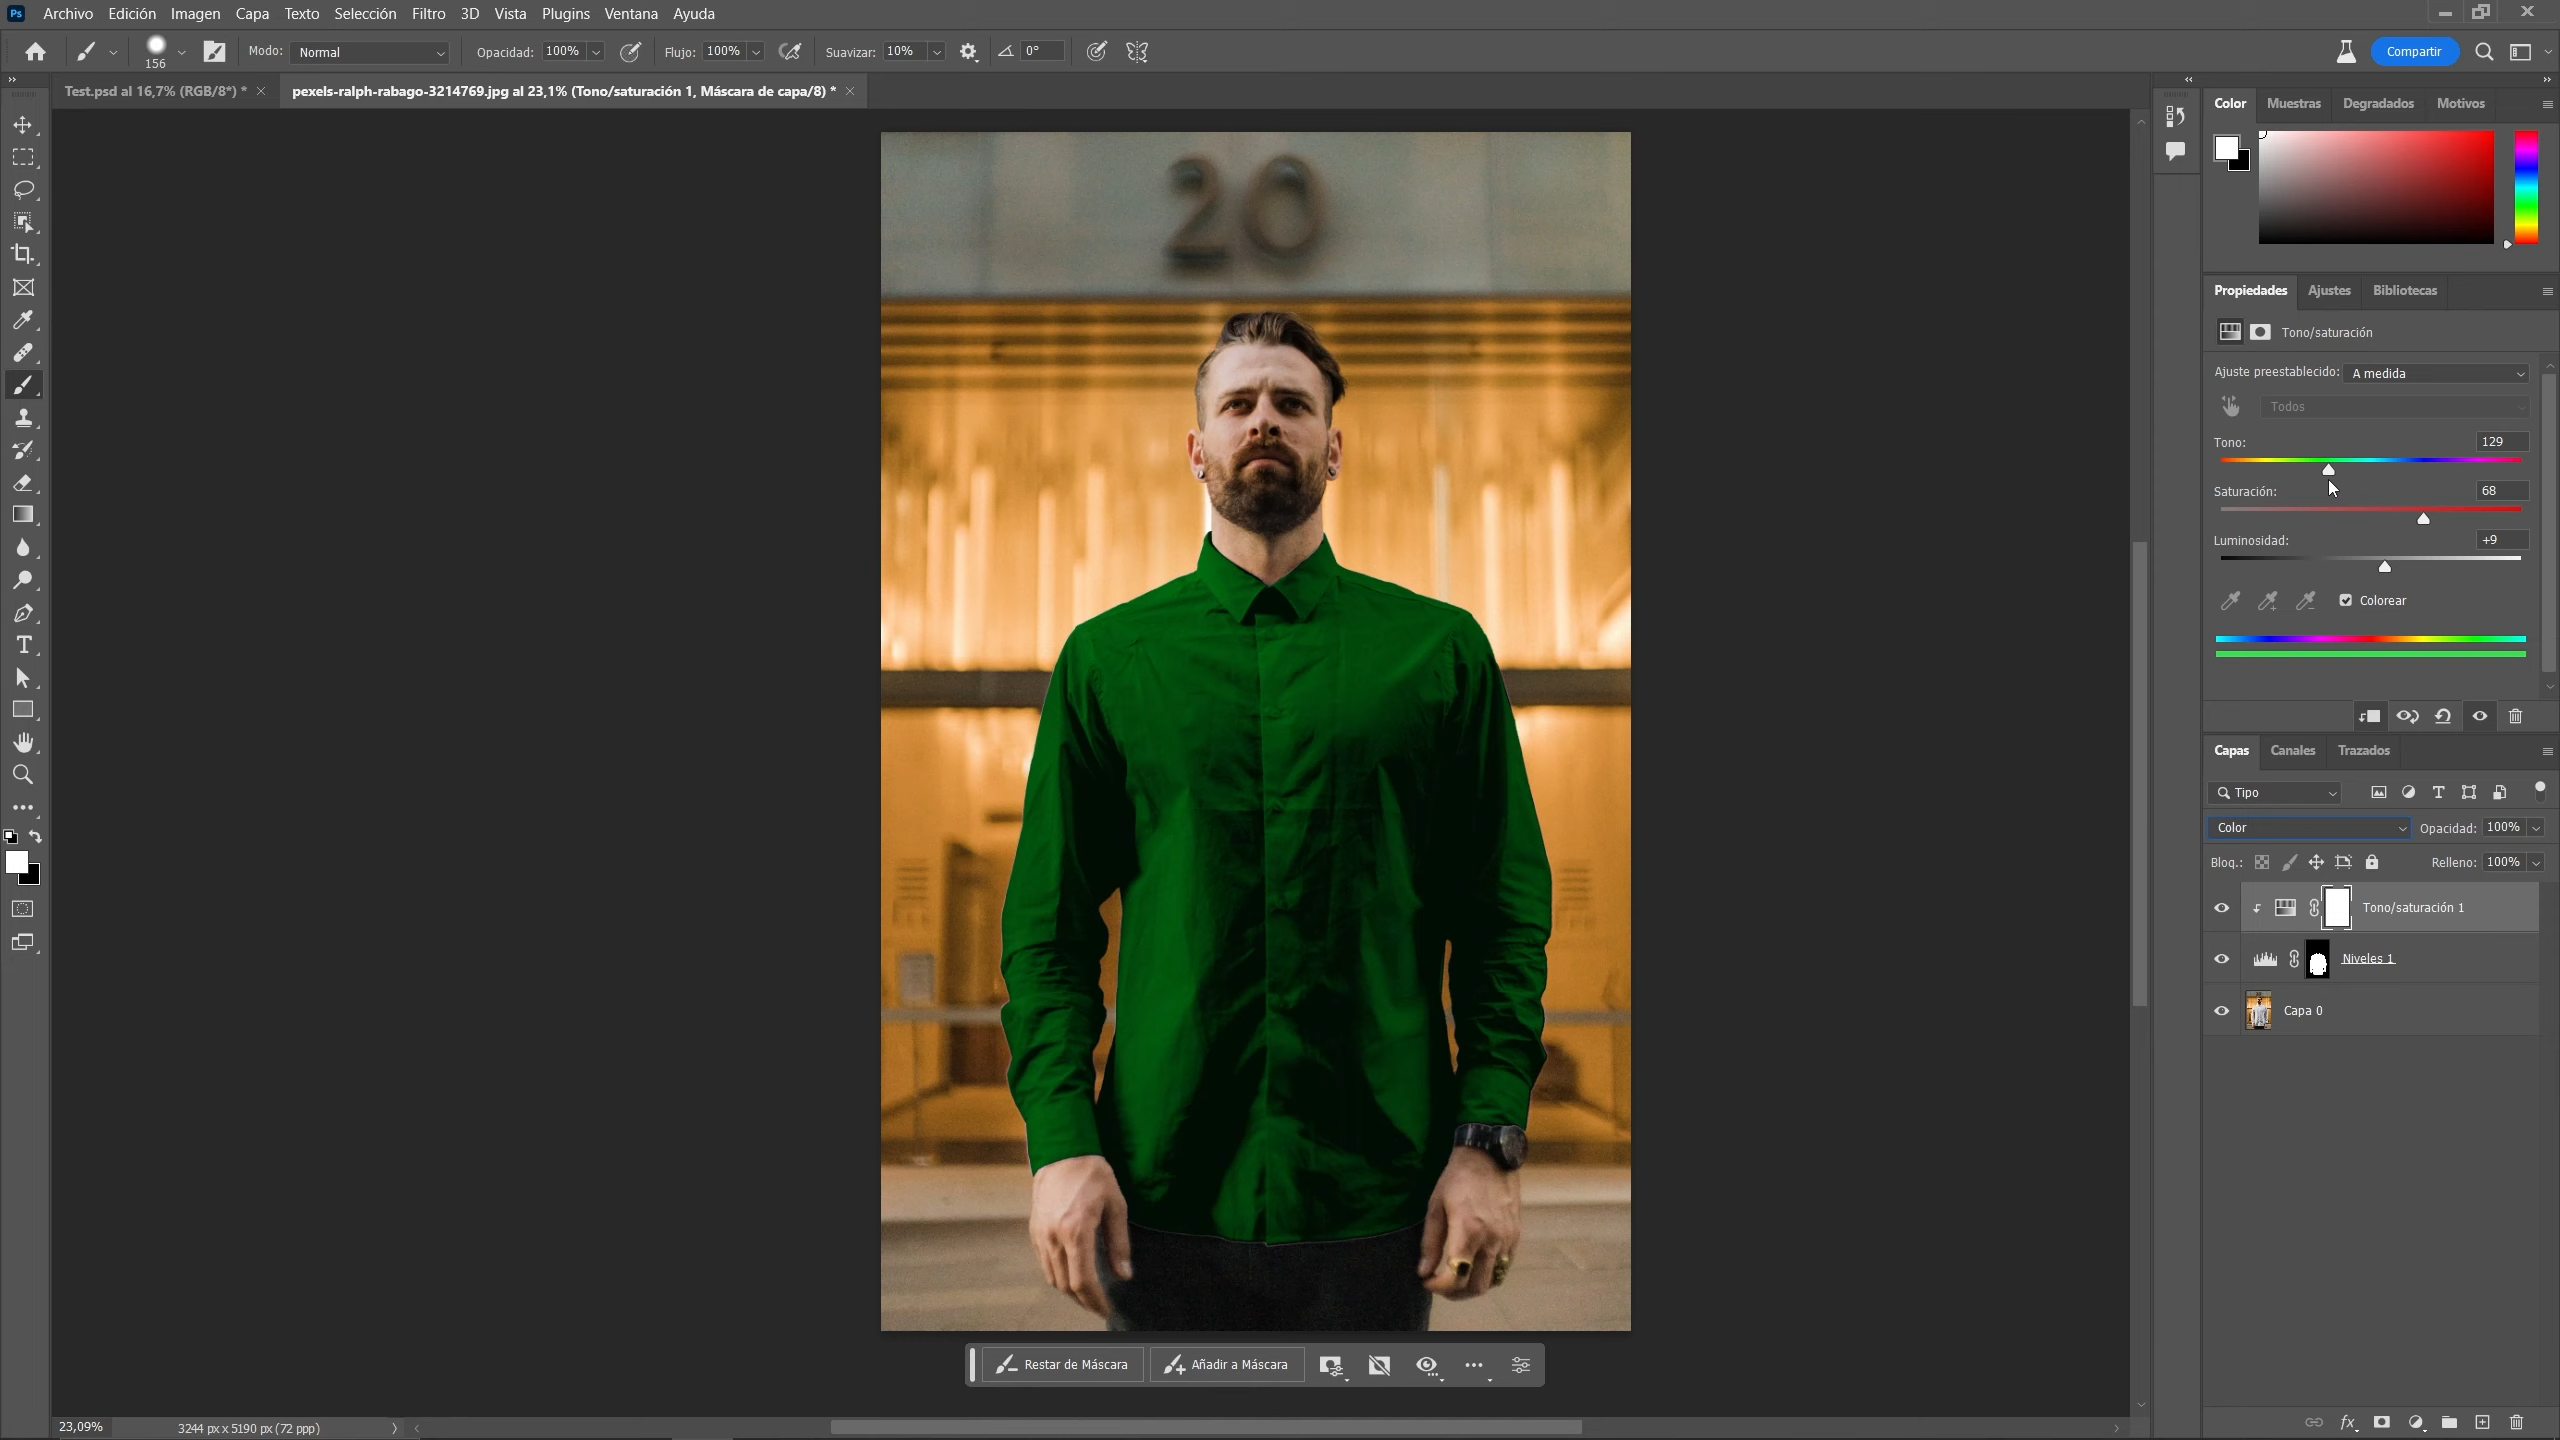 Ps Archivo Edición Imagen Capa Texto Selección Filtro 3D Vista Plugins Ventana Ayuda
156 Modo: Normal Opacidad: 100% Flujo: 100% Suavizar: 10% 0° Compartir
Test.psd al 16,7% (RGB/8*) * pexels-ralph-rabago-3214769.jpg al 23,1% (Tono/saturación 1, Máscara de capa/8) *
20
Color Muestras Degradados Motivos
Propiedades Ajustes Bibliotecas
Tono/saturación
Ajuste preestablecido: A medida
Todos
Tono: 129
Saturación: 68
Luminosidad: +9
Colorear
Capas Canales Trazados
Tipo
Color Opacidad: 100%
Bloq.: Relleno: 100%
Tono/saturación 1
Niveles 1
Capa 0
Restar de Máscara Añadir a Máscara
23,09% 3244 px x 5190 px (72 ppp)
fx